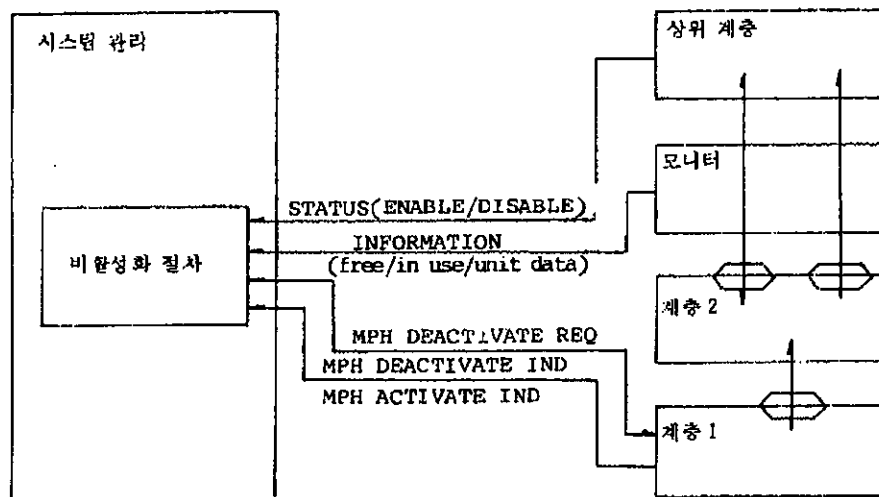 시스템 관리
상위 계층
모니터
STATUS(ENABLE/DISABLE)
INFORMATION
(free/in use/unit data)
비활성화 절차
계층 2
MPH DEACTIVATE REQ
MPH DEACTIVATE IND
MPH ACTIVATE IND
계층 1